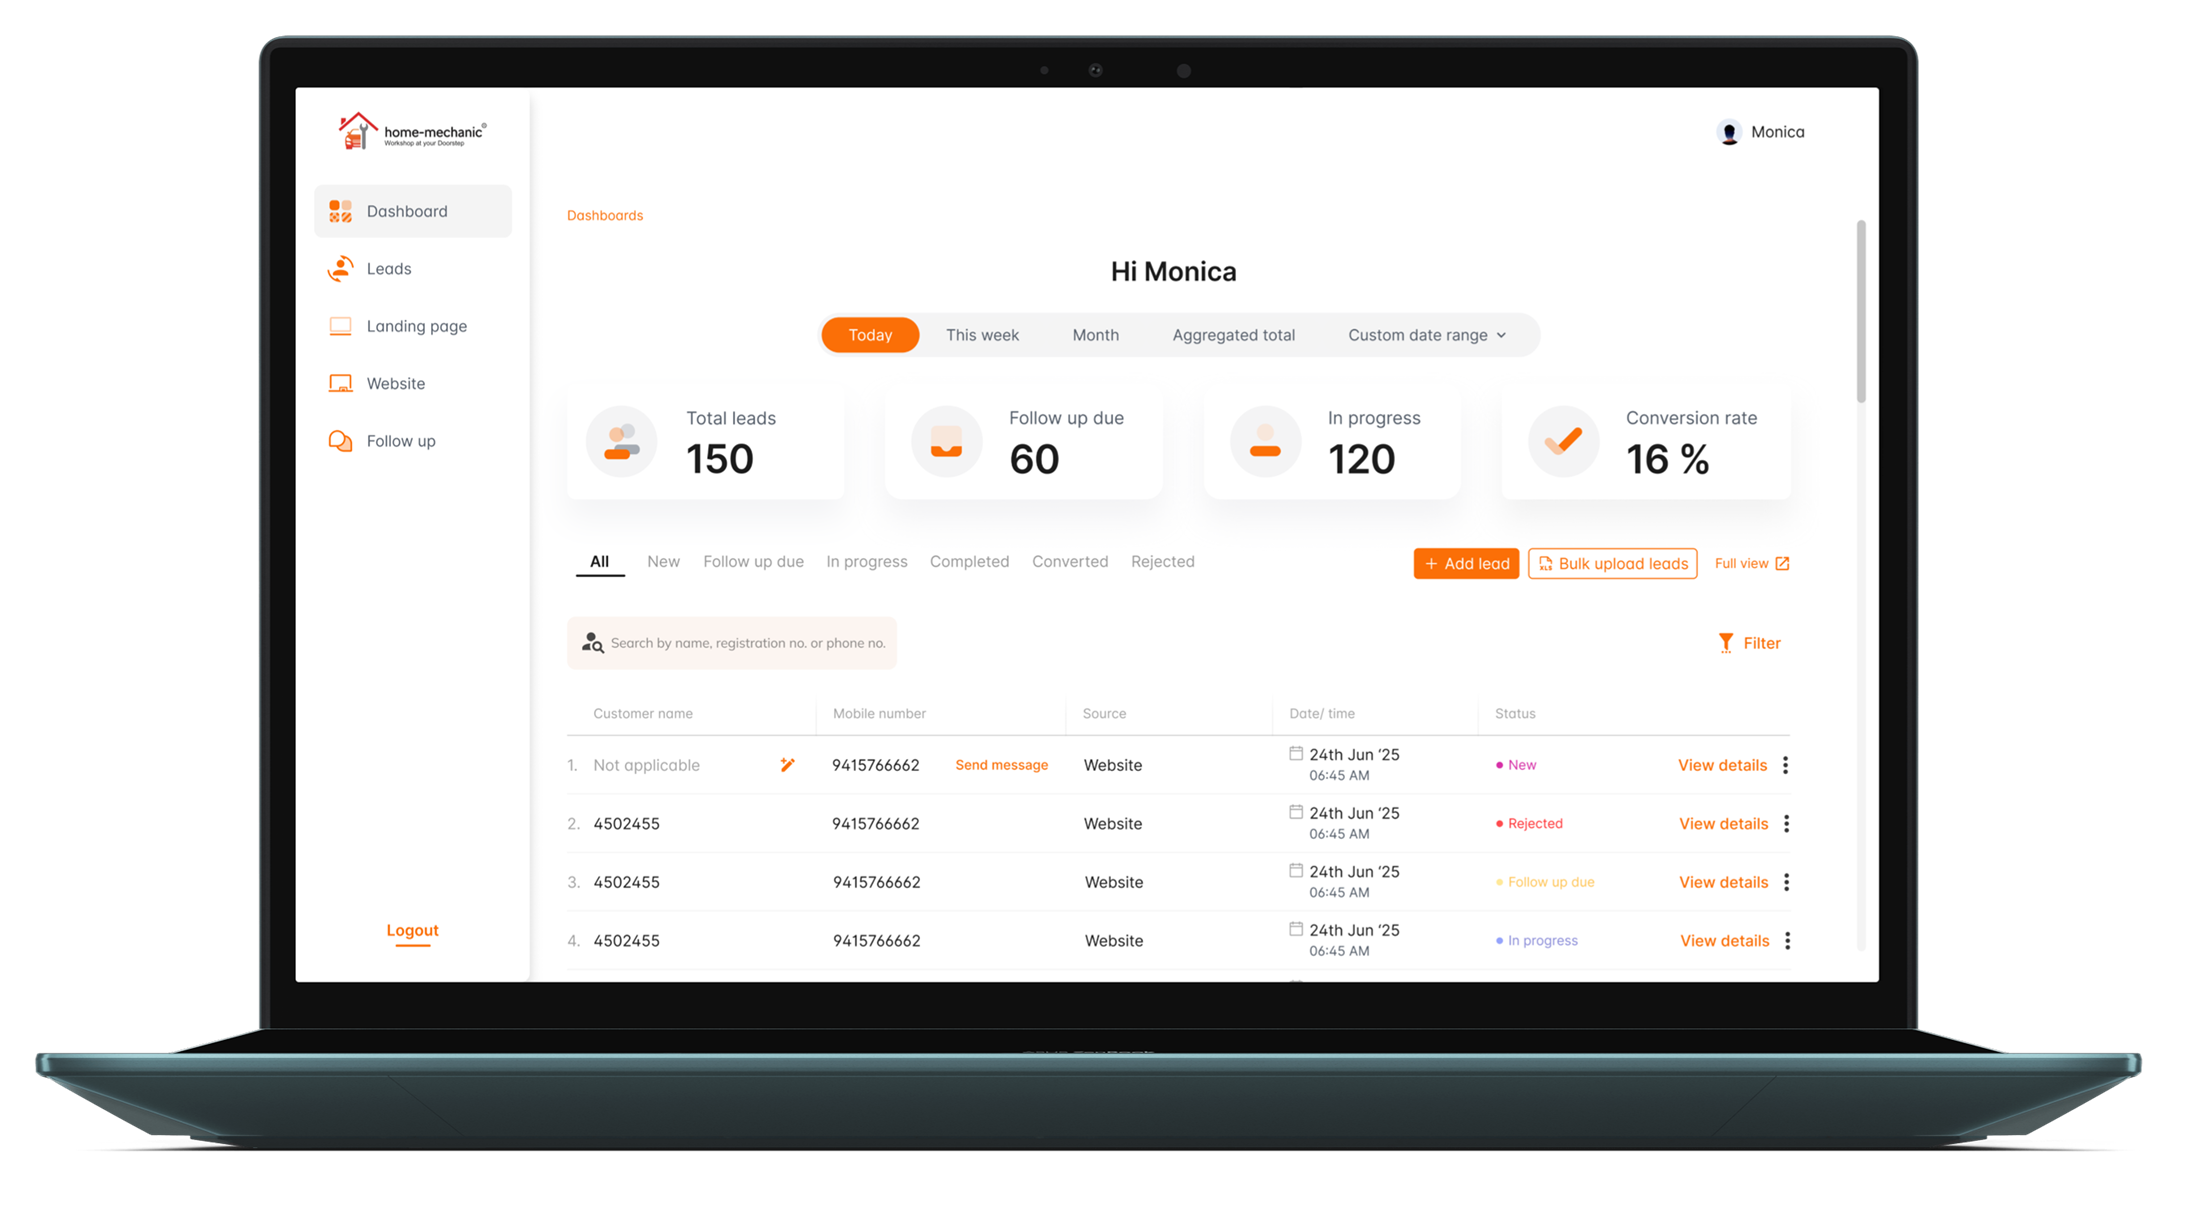 home-mechanic
Workshop at your Doorstep
Monica
Dashboard
Leads
Landing page
Website
Follow up
Logout
Dashboards
Hi Monica
Today This week Month Aggregated total Custom date range
Total leads
150
Follow up due
60
In progress
120
Conversion rate
16 %
All New Follow up due In progress Completed Converted Rejected
+ Add lead
XLS Bulk upload leads
Full view
Search by name, registration no. or phone no.
Filter
Customer name Mobile number Source Date/ time Status
1. Not applicable 9415766662 Send message Website 24th Jun ‘25 New View details
06:45 AM
2. 4502455 9415766662 Website 24th Jun ‘25 Rejected View details
06:45 AM
3. 4502455 9415766662 Website 24th Jun ‘25 Follow up due View details
06:45 AM
4. 4502455 9415766662 Website 24th Jun ‘25 In progress View details
06:45 AM